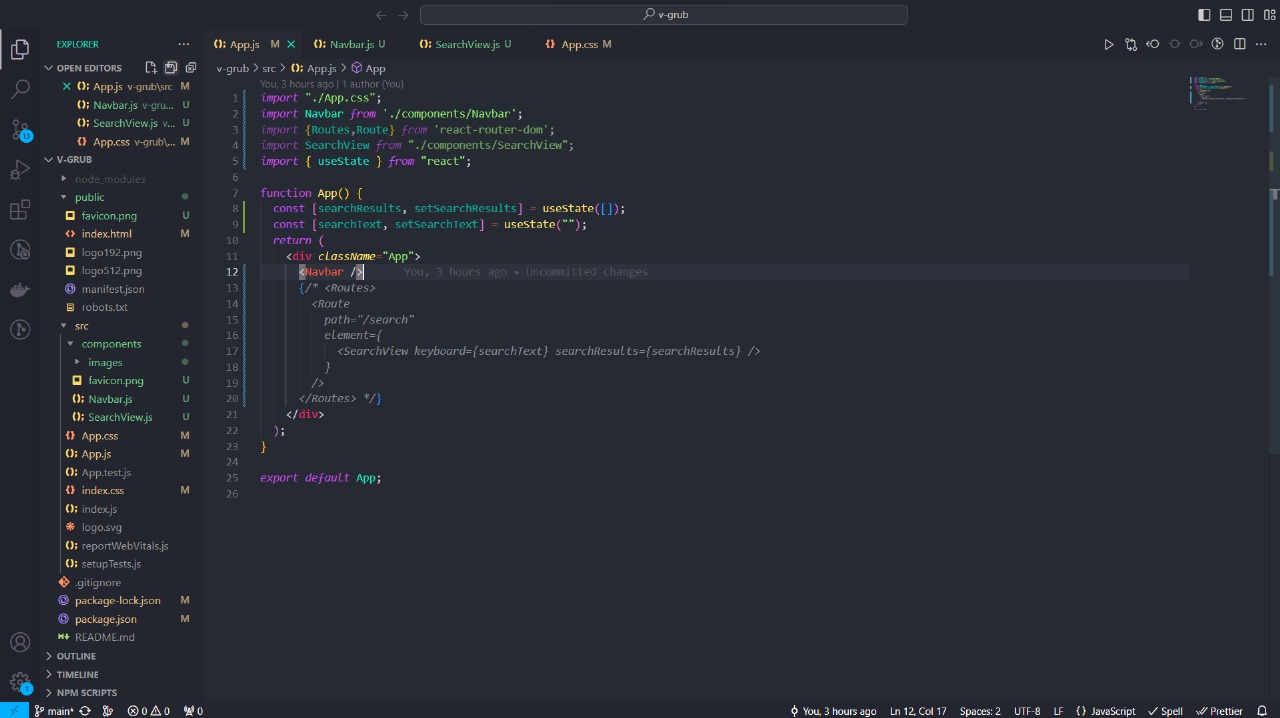 v-grub
EXPLORER
App.js M
Navbar.js U
SearchView.js U
App.css M
OPEN EDITORS
App.js v-grub\src M
Navbar.js v-gru... U
SearchView.js v-... U
App.css v-grub\... M
V-GRUB
node_modules
public
favicon.png U
index.html M
logo192.png
logo512.png
manifest.json
robots.txt
src
components
images
favicon.png U
Navbar.js U
SearchView.js U
App.css M
App.js M
App.test.js
index.css M
index.js
logo.svg
reportWebVitals.js
setupTests.js
.gitignore
package-lock.json M
package.json M
README.md
OUTLINE
TIMELINE
NPM SCRIPTS
13
1
v-grub > src > App.js > App
You, 3 hours ago | 1 author (You)
1 import "./App.css";
2 import Navbar from './components/Navbar';
3 import {Routes,Route} from 'react-router-dom';
4 import SearchView from "./components/SearchView";
5 import { useState } from "react";
6
7 function App() {
8 const [searchResults, setSearchResults] = useState([]);
9 const [searchText, setSearchText] = useState("");
10 return (
11 <div className="App">
12 <Navbar /> You, 3 hours ago • Uncommitted changes
13 {/* <Routes>
14 <Route
15 path="/search"
16 element={
17 <SearchView keyboard={searchText} searchResults={searchResults} />
18 }
19 />
20 </Routes> */}
21 </div>
22 );
23 }
24
25 export default App;
26
main* 0 0 0 You, 3 hours ago Ln 12, Col 17 Spaces: 2 UTF-8 LF {} JavaScript Spell Prettier